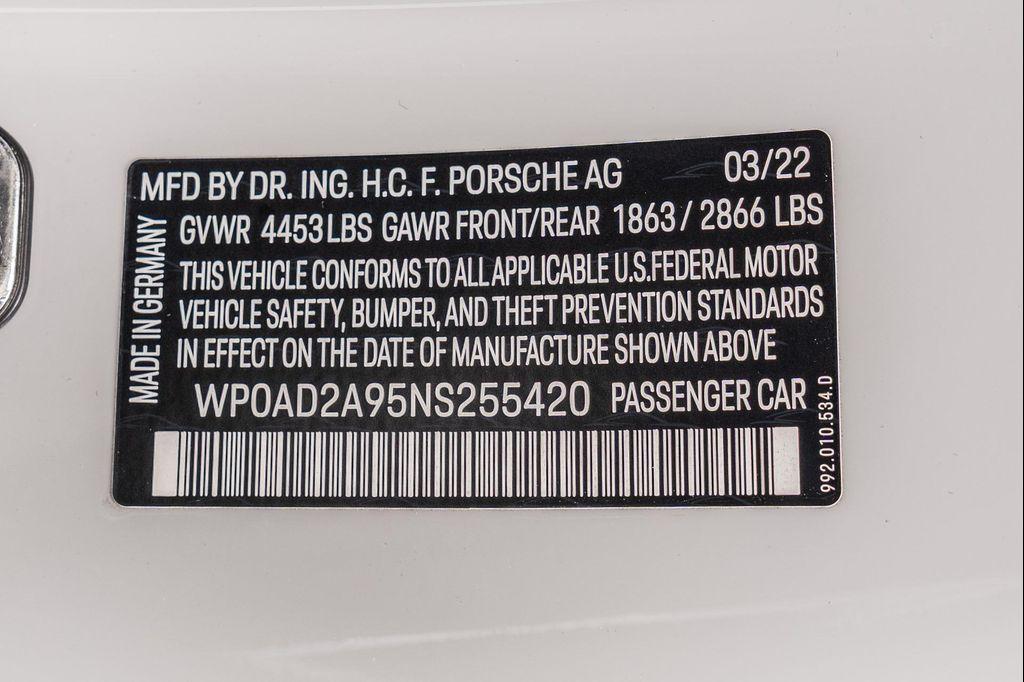 MFD BY DR. ING. H.C. F. PORSCHE AG 03/22
GVWR 4453 LBS GAWR FRONT/REAR 1863 / 2866 LBS
THIS VEHICLE CONFORMS TO ALL APPLICABLE U.S. FEDERAL MOTOR
VEHICLE SAFETY, BUMPER, AND THEFT PREVENTION STANDARDS
IN EFFECT ON THE DATE OF MANUFACTURE SHOWN ABOVE
WP0AD2A95NS255420 PASSENGER CAR
MADE IN GERMANY
992.010.534.D